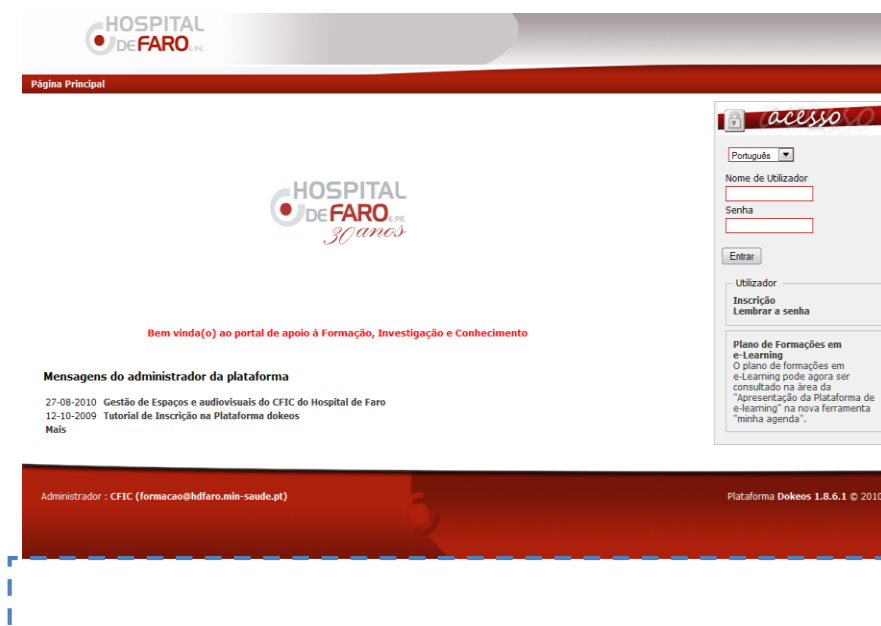 HOSPITAL
DE FARO E.P.E.
Página Principal
acesso
Português
Nome de Utilizador
Senha
Entrar
Utilizador
Inscrição
Lembrar a senha
Plano de Formações em
e-Learning
O plano de formações em
e-Learning pode agora ser
consultado na àrea da
"Apresentação da Plataforma de
e-learning" na nova ferramenta
"minha agenda".
HOSPITAL
DE FARO E.P.E.
30 anos
Bem vinda(o) ao portal de apoio à Formação, Investigação e Conhecimento
Mensagens do administrador da plataforma
27-08-2010 Gestão de Espaços e audiovisuais do CFIC do Hospital de Faro
12-10-2009 Tutorial de Inscrição na Plataforma dokeos
Mais
Administrador : CFIC (formacao@hdfaro.min-saude.pt)
Plataforma Dokeos 1.8.6.1 © 2010